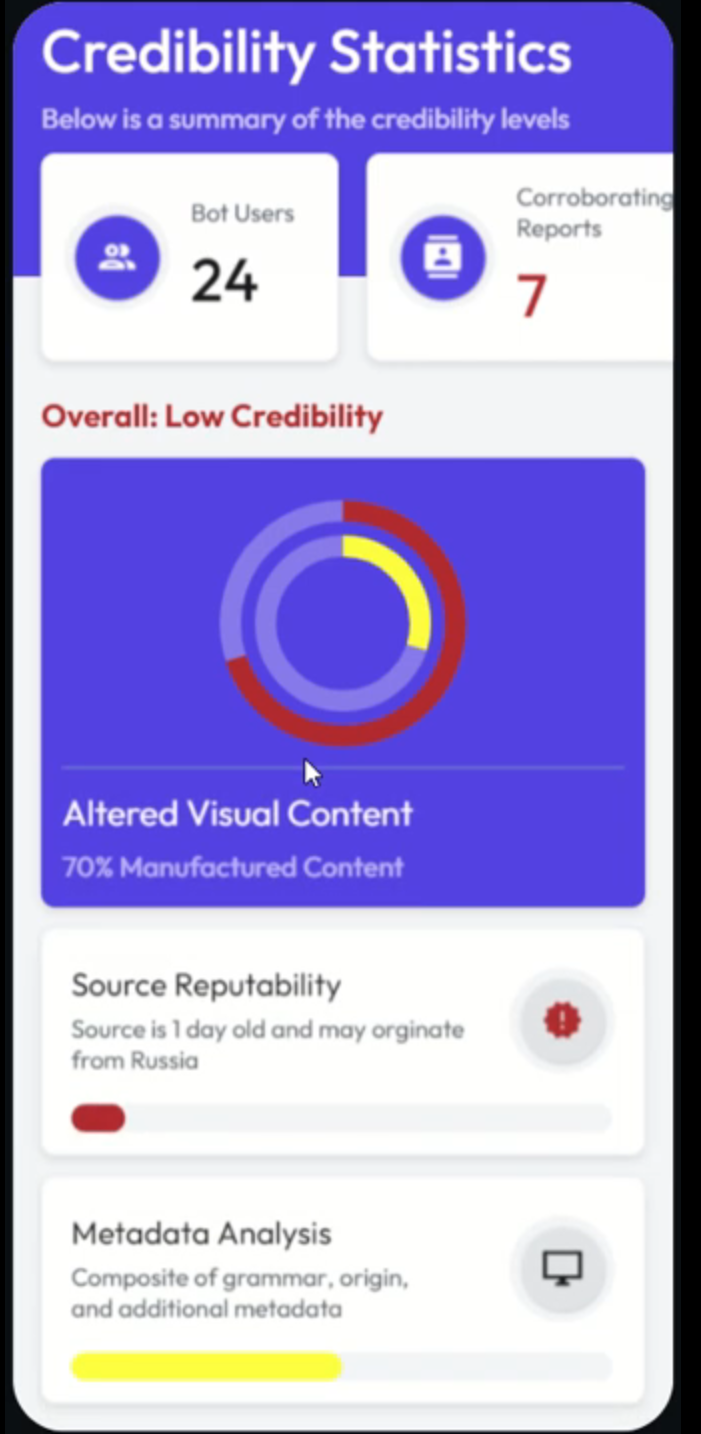 Credibility Statistics
Below is a summary of the credibility levels
Bot Users
24
Corroborating
Reports
7
Overall: Low Credibility
Altered Visual Content
70% Manufactured Content
Source Reputability
Source is 1 day old and may orginate
from Russia
Metadata Analysis
Composite of grammar, origin,
and additional metadata